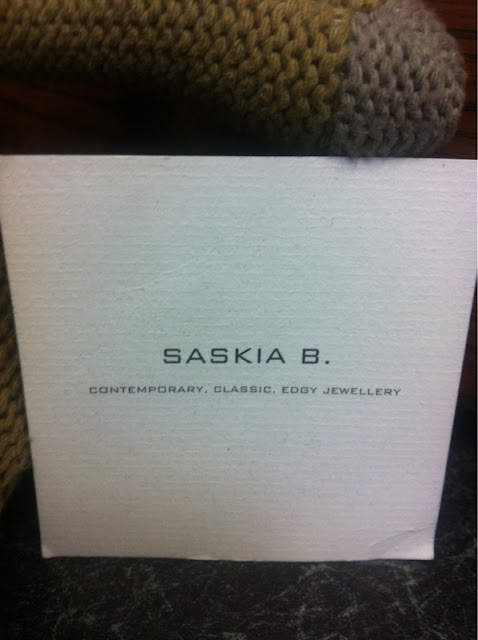 SASKIA B.
CONTEMPORARY, CLASSIC, EDGY JEWELLERY